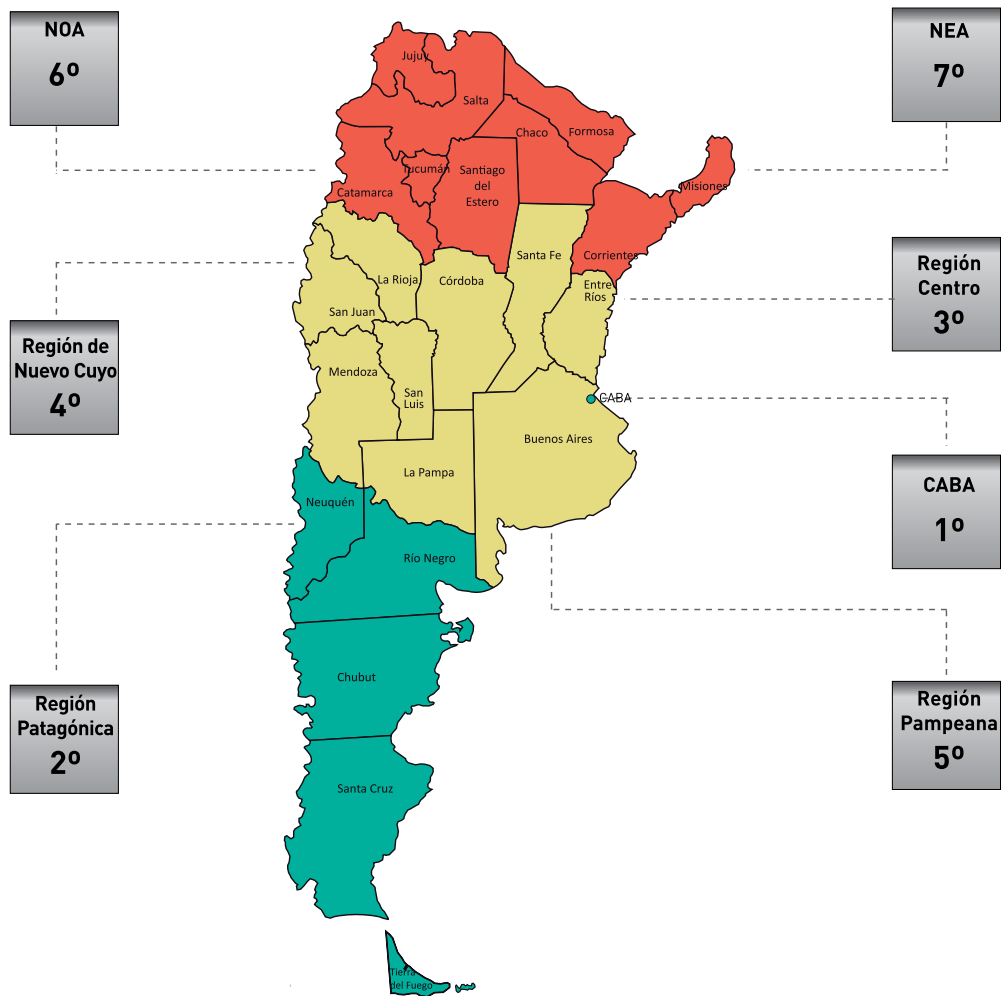 NOA
6º
NEA
7º
Jujuy
Salta
Chaco
Formosa
Tucumán
Santiago
del
Estero
Misiones
Catamarca
Santa Fe
Corrientes
Región
Centro
3º
La Rioja
Córdoba
Entre
Ríos
San Juan
Región de
Nuevo Cuyo
4º
Mendoza
San
Luis
CABA
Buenos Aires
La Pampa
CABA
1º
Neuquén
Río Negro
Chubut
Región
Patagónica
2º
Región
Pampeana
5º
Santa Cruz
Tierra
del Fuego